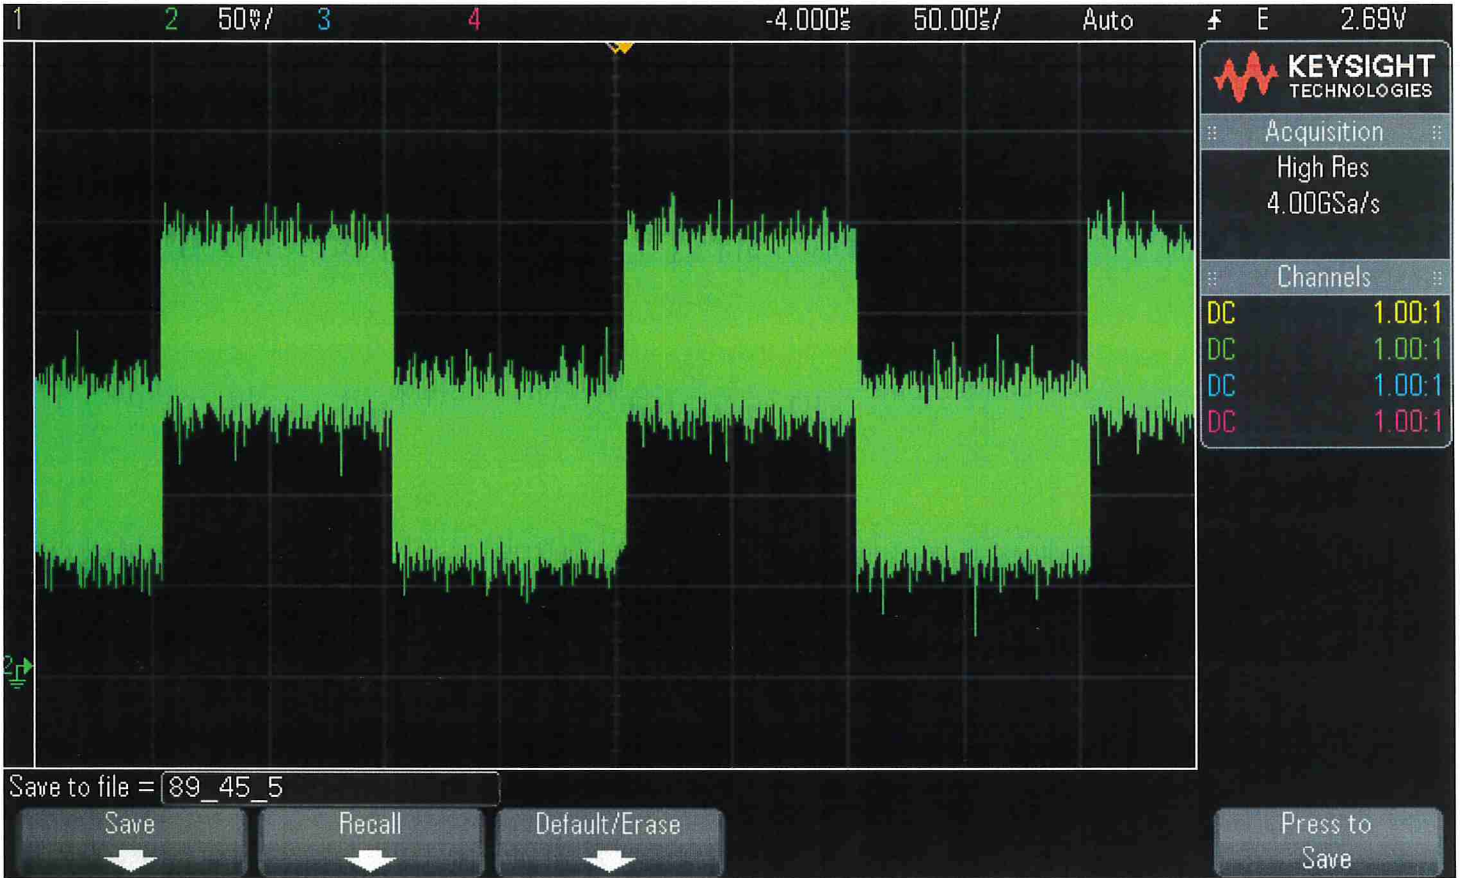 1 2 50mV/ 3 4 -4.000µs 50.00µs/ Auto E 2.69V
KEYSIGHT
TECHNOLOGIES
Acquisition
High Res
4.00GSa/s
Channels
DC 1.00:1
DC 1.00:1
DC 1.00:1
DC 1.00:1
2
Save to file = 89_45_5
Save
Recall
Default/Erase
Press to
Save